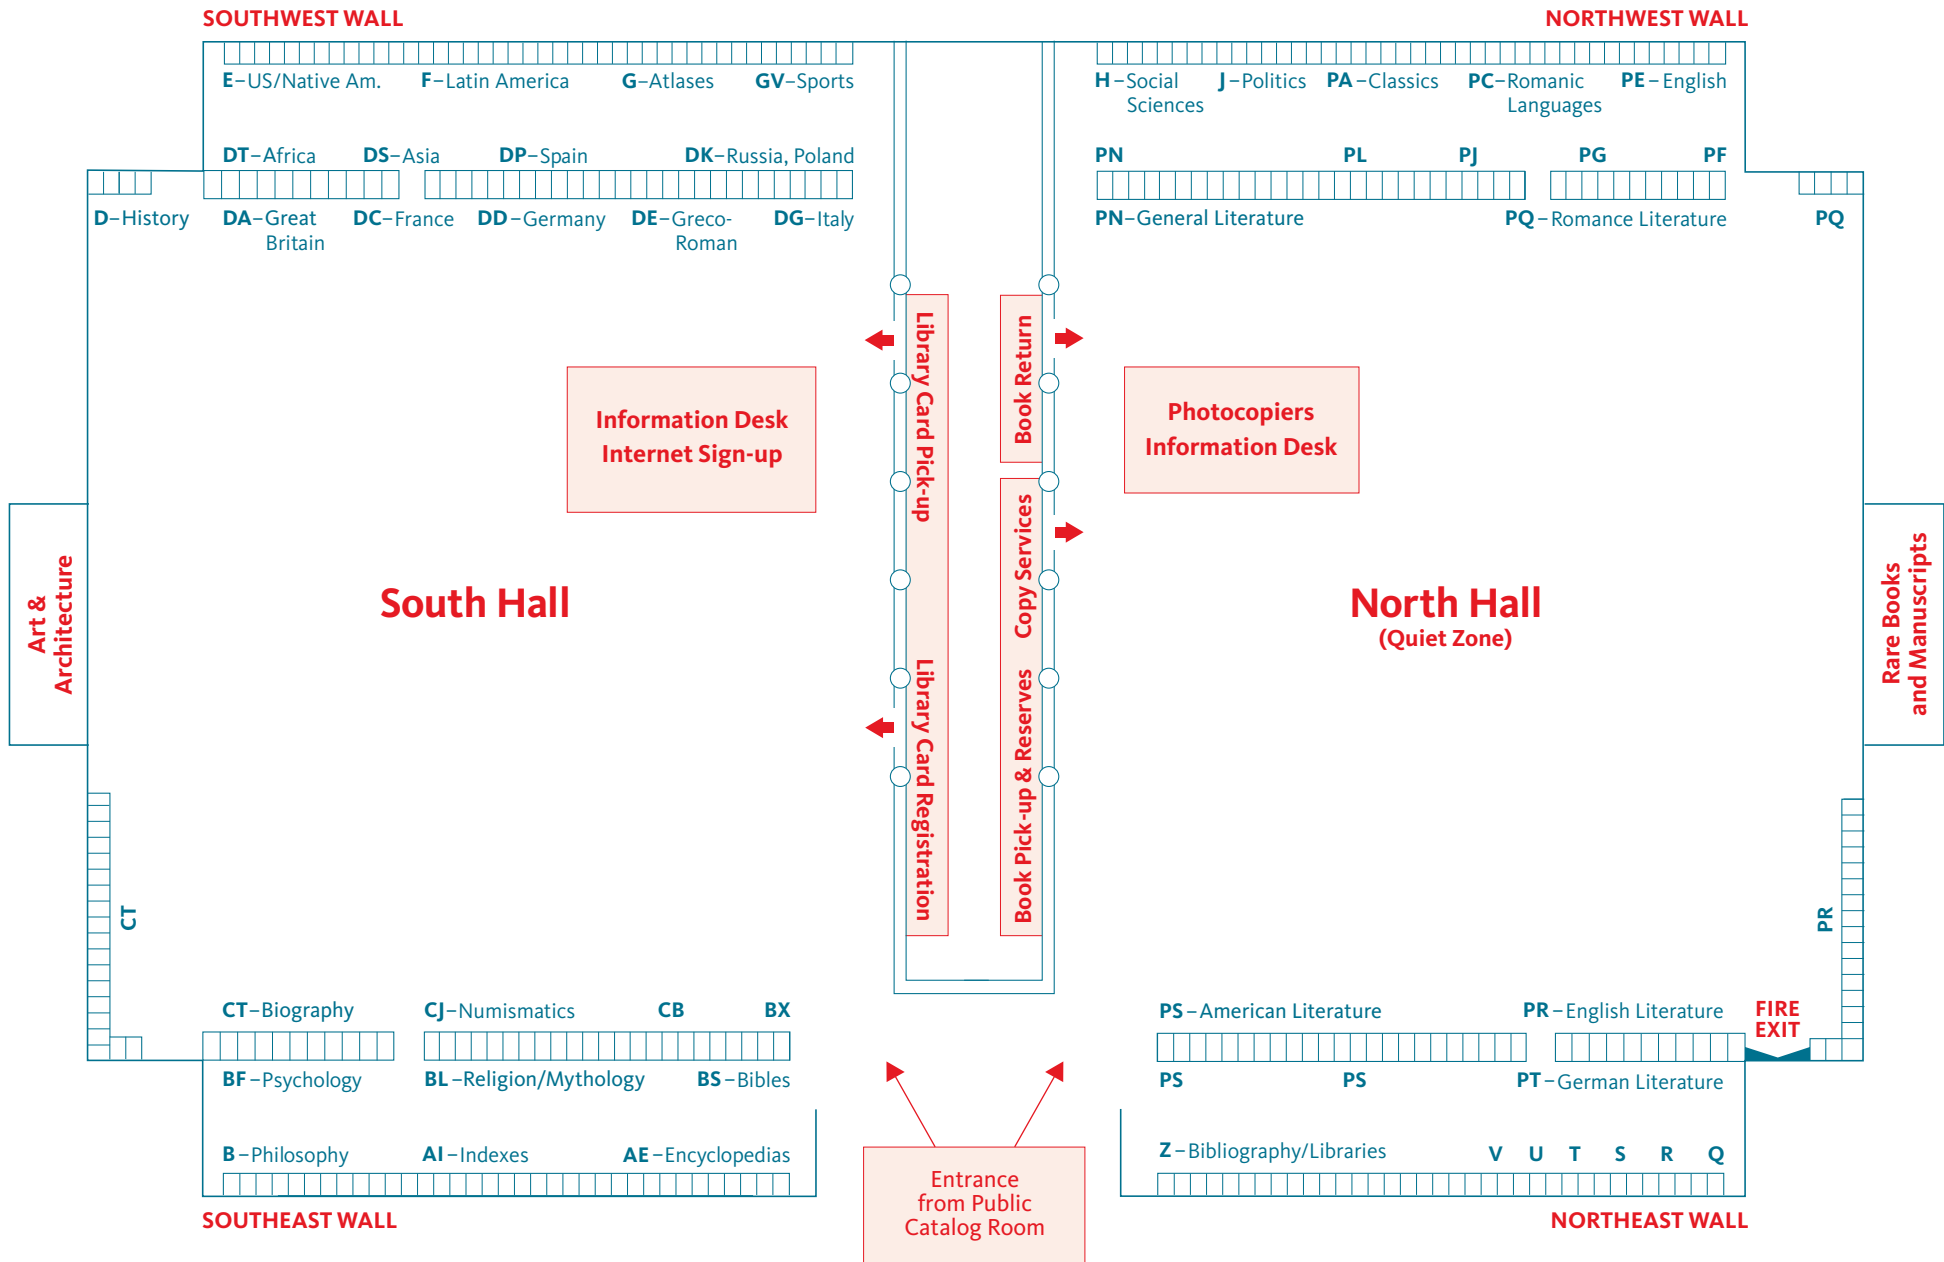 SOUTHWEST WALL
NORTHWEST WALL
E–US/Native Am.
F–Latin America
G–Atlases
GV–Sports
H–Social
Sciences
J–Politics
PA–Classics
PC–Romanic
Languages
PE–English
DT–Africa
DS–Asia
DP–Spain
DK–Russia, Poland
PN
PL
PJ
PG
PF
D–History
DA–Great
Britain
DC–France
DD–Germany
DE–Greco-
Roman
DG–Italy
PN–General Literature
PQ–Romance Literature
PQ
Library Card Pick-up
Book Return
Information Desk
Internet Sign-up
Photocopiers
Information Desk
Art &
Architecture
South Hall
Copy Services
North Hall
(Quiet Zone)
Rare Books
and Manuscripts
Library Card Registration
Book Pick-up & Reserves
CT
PR
CT–Biography
CJ–Numismatics
CB
BX
PS–American Literature
PR–English Literature
FIRE
EXIT
BF–Psychology
BL–Religion/Mythology
BS–Bibles
PS
PS
PT–German Literature
B–Philosophy
AI–Indexes
AE–Encyclopedias
Z–Bibliography/Libraries
V
U
T
S
R
Q
Entrance
from Public
Catalog Room
SOUTHEAST WALL
NORTHEAST WALL